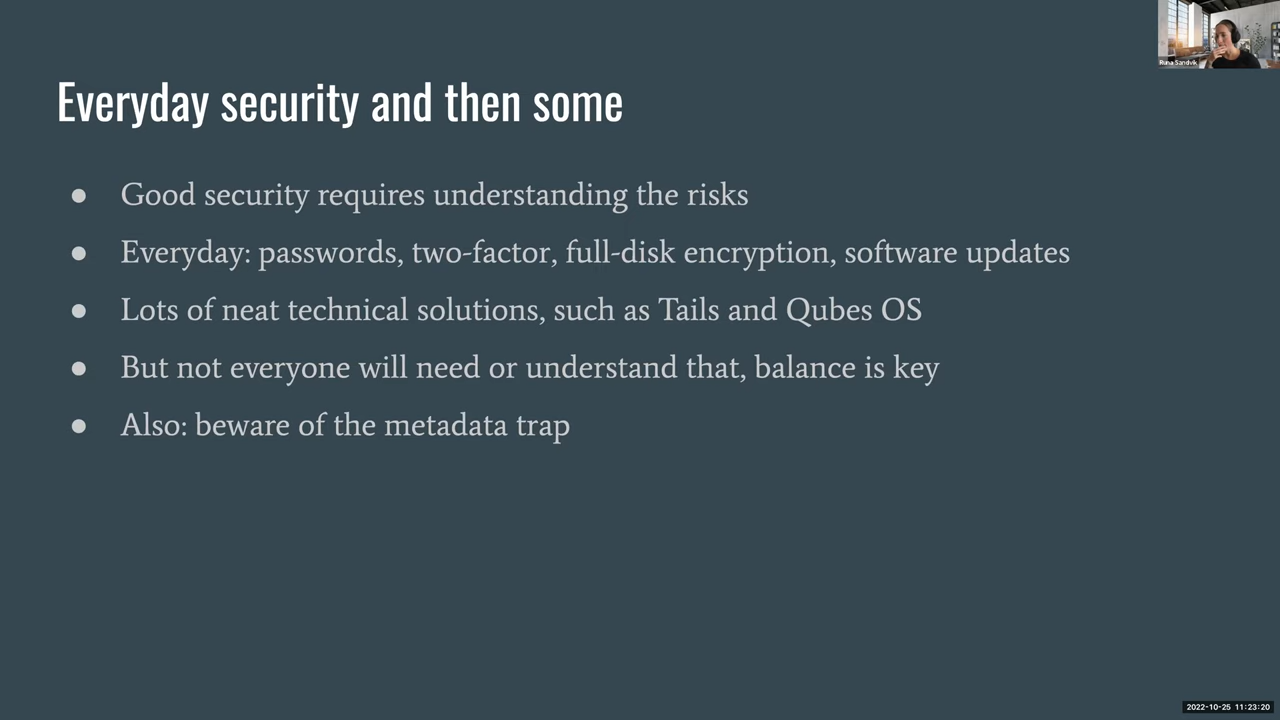 Runa Sandvik
Everyday security and then some
● Good security requires understanding the risks
● Everyday: passwords, two-factor, full-disk encryption, software updates
● Lots of neat technical solutions, such as Tails and Qubes OS
● But not everyone will need or understand that, balance is key
● Also: beware of the metadata trap
2022-10-25 11:23:20